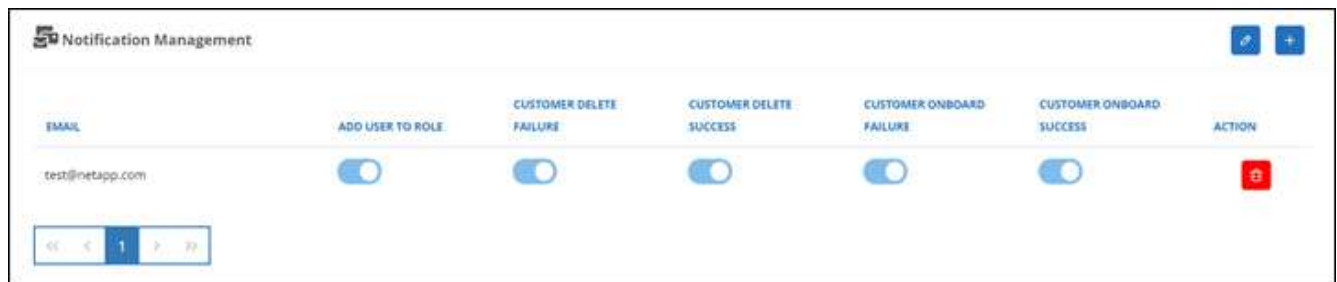 Notification Management
CUSTOMER DELETE CUSTOMER DELETE CUSTOMER ONBOARD CUSTOMER ONBOARD
EMAIL ADD USER TO ROLE FAILURE SUCCESS FAILURE SUCCESS ACTION
test@netapp.com
<< < 1 > >>